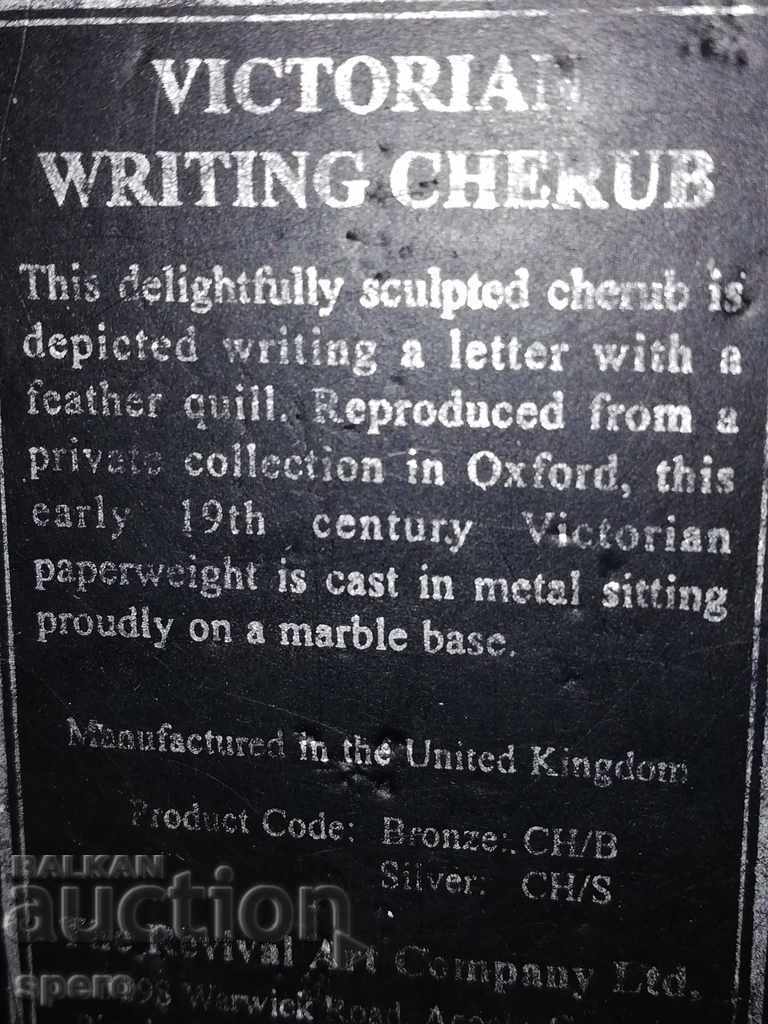 VICTORIAN
WRITING CHERUB
This delightfully sculpted cherub is
depicted writing a letter with a
feather quill. Reproduced from a
private collection in Oxford, this
early 19th century Victorian
paperweight is cast in metal sitting
proudly on a marble base.
Manufactured in the United Kingdom
Product Code: Bronze: CH/B
Silver: CH/S
BALKAN
auction
The Revival Art Company Ltd.
spero
Warwick Road,